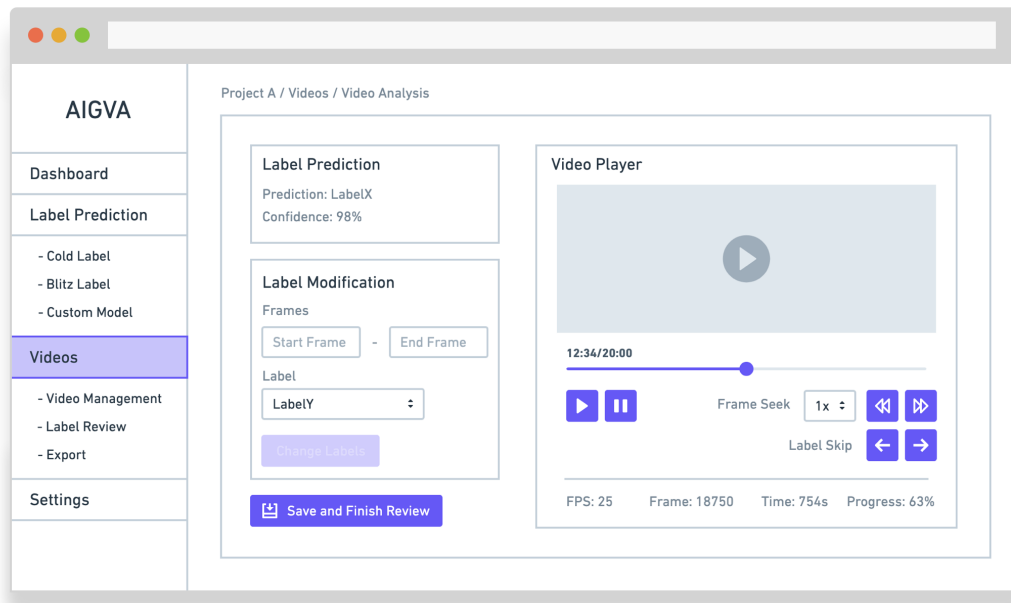 AIGVA
Dashboard
Label Prediction
- Cold Label
- Blitz Label
- Custom Model
Videos
- Video Management
- Label Review
- Export
Settings
Project A / Videos / Video Analysis
Label Prediction
Prediction: LabelX
Confidence: 98%
Label Modification
Frames
Start Frame - End Frame
Label
LabelY
Change Labels
Save and Finish Review
Video Player
12:34/20:00
Frame Seek 1x
Label Skip
FPS: 25 Frame: 18750 Time: 754s Progress: 63%